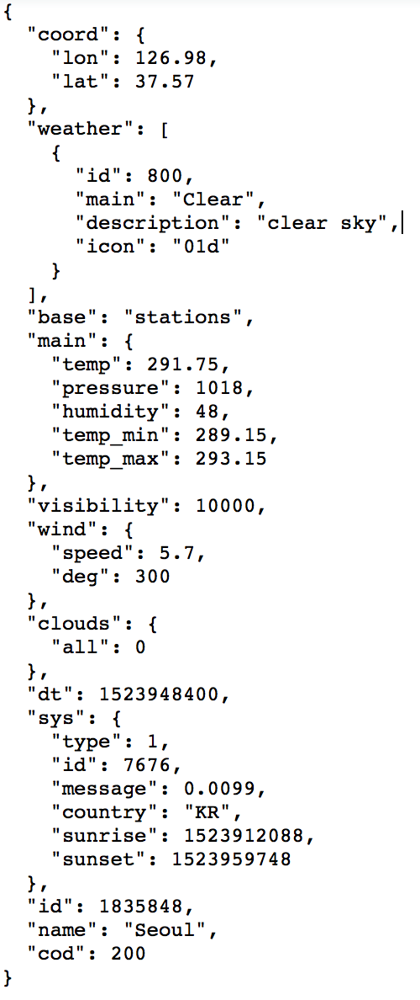 {
  "coord": {
    "lon": 126.98,
    "lat": 37.57
  },
  "weather": [
    {
      "id": 800,
      "main": "Clear",
      "description": "clear sky",
      "icon": "01d"
    }
  ],
  "base": "stations",
  "main": {
    "temp": 291.75,
    "pressure": 1018,
    "humidity": 48,
    "temp_min": 289.15,
    "temp_max": 293.15
  },
  "visibility": 10000,
  "wind": {
    "speed": 5.7,
    "deg": 300
  },
  "clouds": {
    "all": 0
  },
  "dt": 1523948400,
  "sys": {
    "type": 1,
    "id": 7676,
    "message": 0.0099,
    "country": "KR",
    "sunrise": 1523912088,
    "sunset": 1523959748
  },
  "id": 1835848,
  "name": "Seoul",
  "cod": 200
}